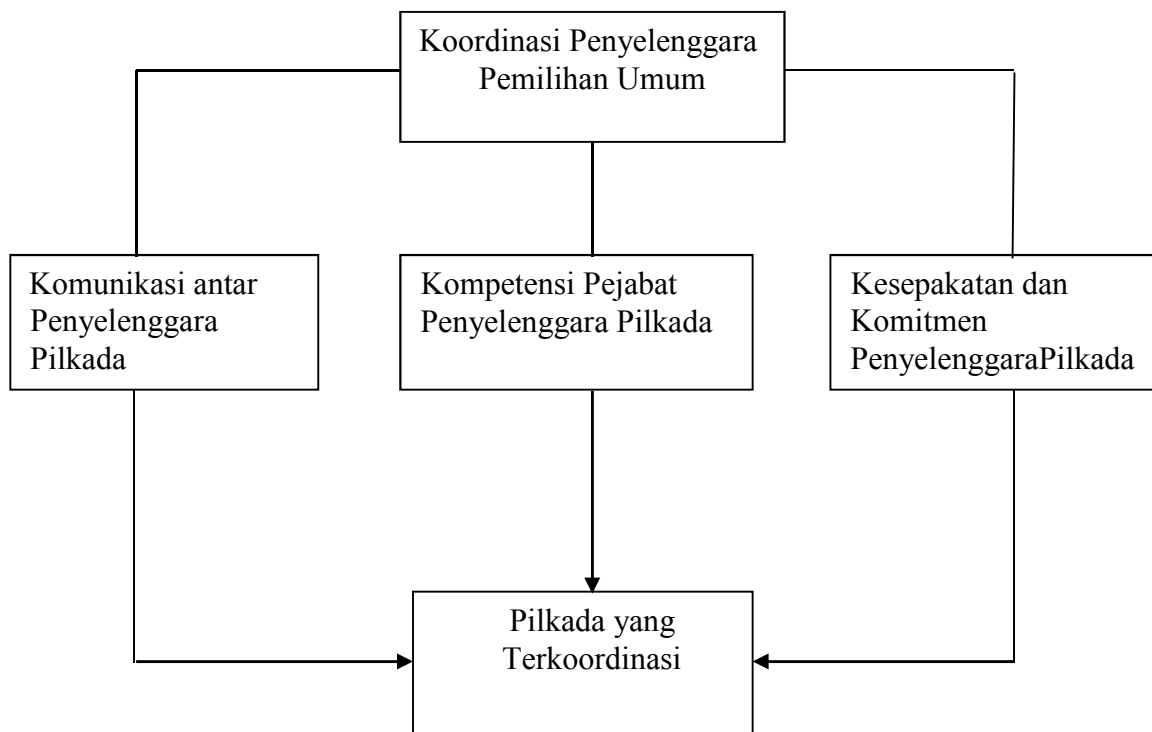 Koordinasi Penyelenggara
Pemilihan Umum
Komunikasi antar
Penyelenggara
Pilkada
Kompetensi Pejabat
Penyelenggara Pilkada
Kesepakatan dan
Komitmen
PenyelenggaraPilkada
Pilkada yang
Terkoordinasi